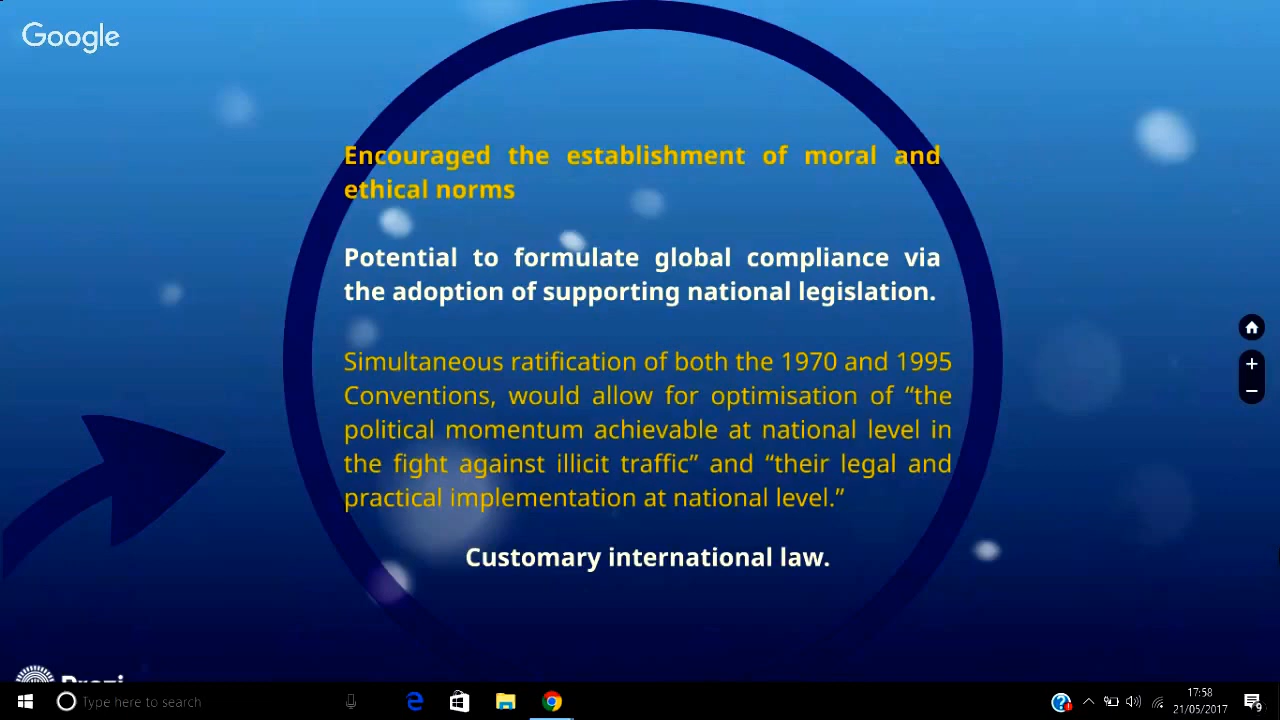 Google
Encouraged the establishment of moral and
ethical norms
Potential to formulate global compliance via
the adoption of supporting national legislation.
Simultaneous ratification of both the 1970 and 1995
Conventions, would allow for optimisation of “the
political momentum achievable at national level in
the fight against illicit traffic” and “their legal and
practical implementation at national level.”
Customary international law.
Prezi
Type here to search
17:58
21/05/2017
9